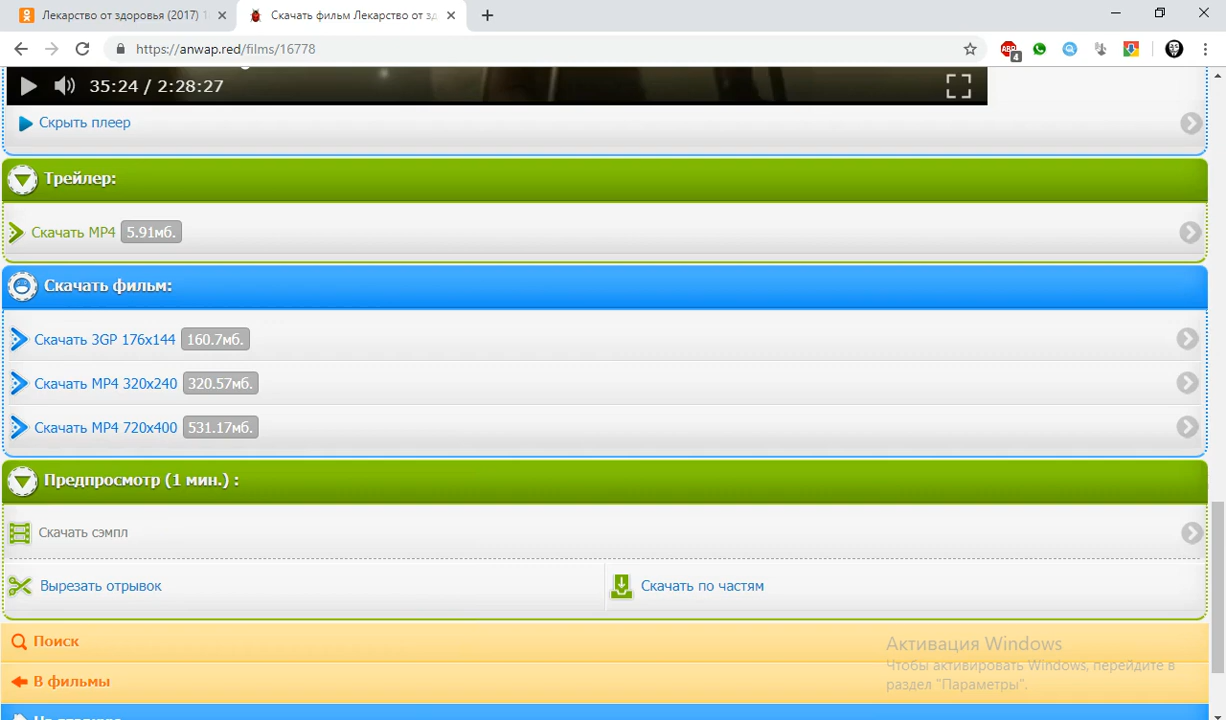 Лекарство от здоровья (2017) 1
Скачать фильм Лекарство от зд
https://anwap.red/films/16778
ABP
4
35:24 / 2:28:27
Скрыть плеер
Трейлер:
Скачать MP4 5.91мб.
Скачать фильм:
Скачать 3GP 176x144 160.7мб.
Скачать MP4 320x240 320.57мб.
Скачать MP4 720x400 531.17мб.
Предпросмотр (1 мин.) :
Скачать сэмпл
Вырезать отрывок
Скачать по частям
Поиск
В фильмы
Активация Windows
Чтобы активировать Windows, перейдите в
раздел "Параметры".